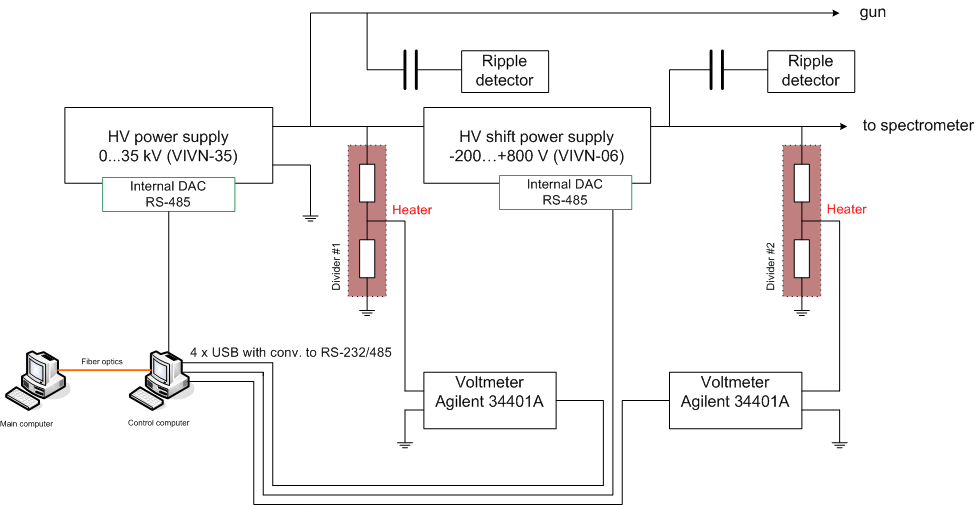 gun
Ripple
detector
Ripple
detector
HV power supply
0...35 kV (VIVN-35)
HV shift power supply
-200…+800 V (VIVN-06)
to spectrometer
Internal DAC
RS-485
Internal DAC
RS-485
Heater
Heater
Divider #1
Divider #2
4 x USB with conv. to RS-232/485
Fiber optics
Main computer
Control computer
Voltmeter
Agilent 34401A
Voltmeter
Agilent 34401A